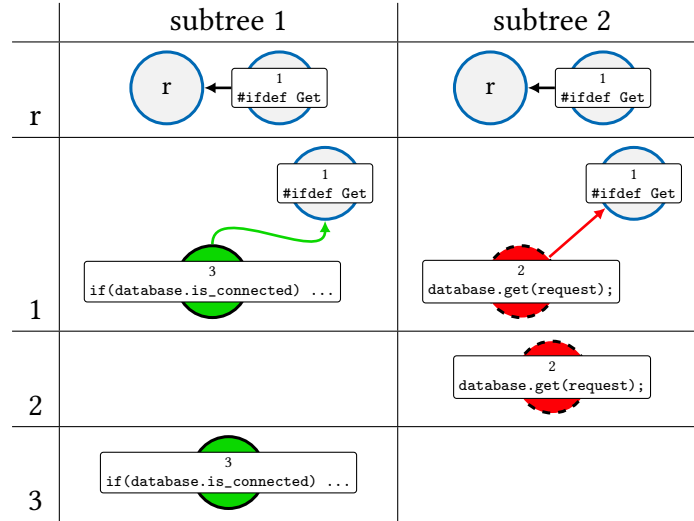 subtree 1 subtree 2
r r 1 r 1
#ifdef Get #ifdef Get
1 1
#ifdef Get #ifdef Get
3 2
1 if(database.is_connected) ... database.get(request);
2
2 database.get(request);
3
3 if(database.is_connected) ...